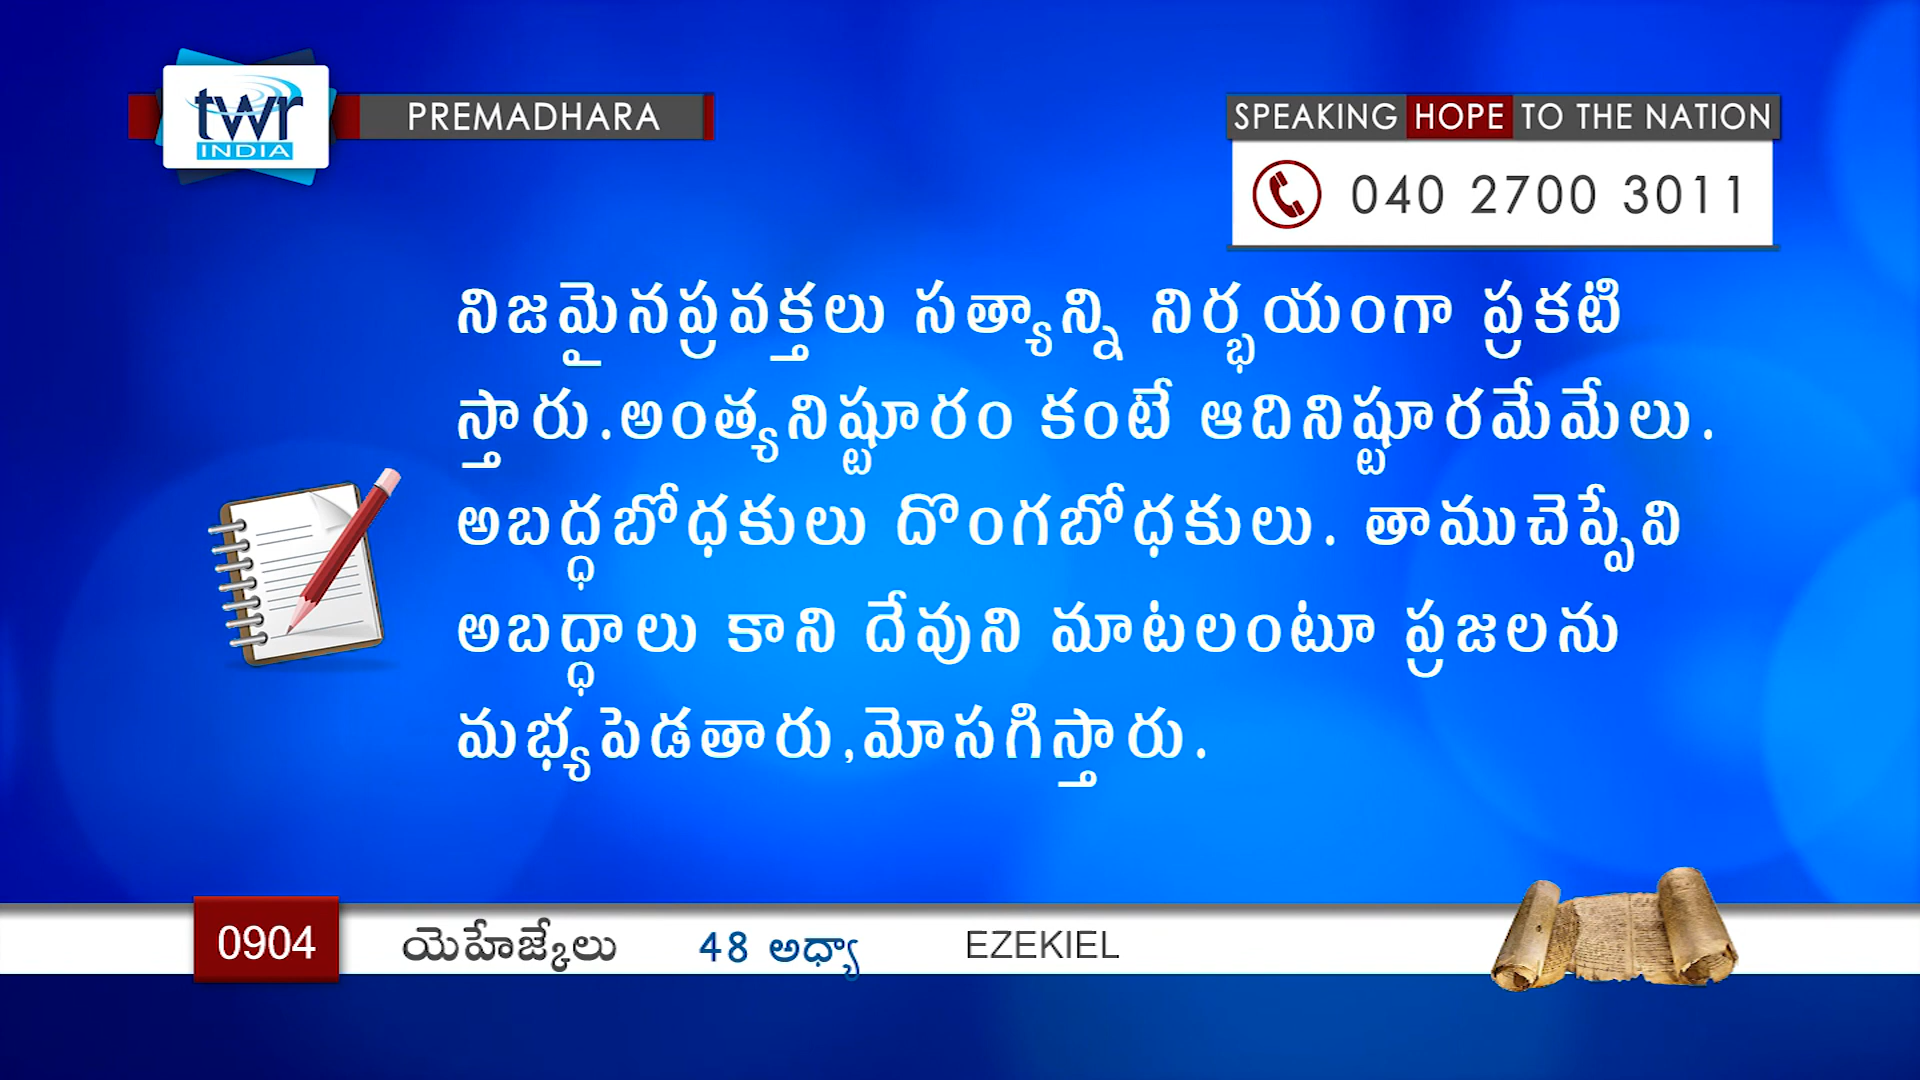 twr
INDIA
PREMADHARA
SPEAKING HOPE TO THE NATION
040 2700 3011
నిజమైనప్రవక్తలు సత్యాన్ని నిర్భయంగా ప్రకటి
స్తారు.అంత్యనిష్టూరం కంటే ఆదినిష్టూరమేమేలు.
అబద్ధబోధకులు దొంగబోధకులు. తాముచెప్పేవి
అబద్ధాలు కాని దేవుని మాటలంటూ ప్రజలను
మభ్యపెడతారు,మోసగిస్తారు.
0904 యెహేజ్కేలు 48 అధ్యా EZEKIEL